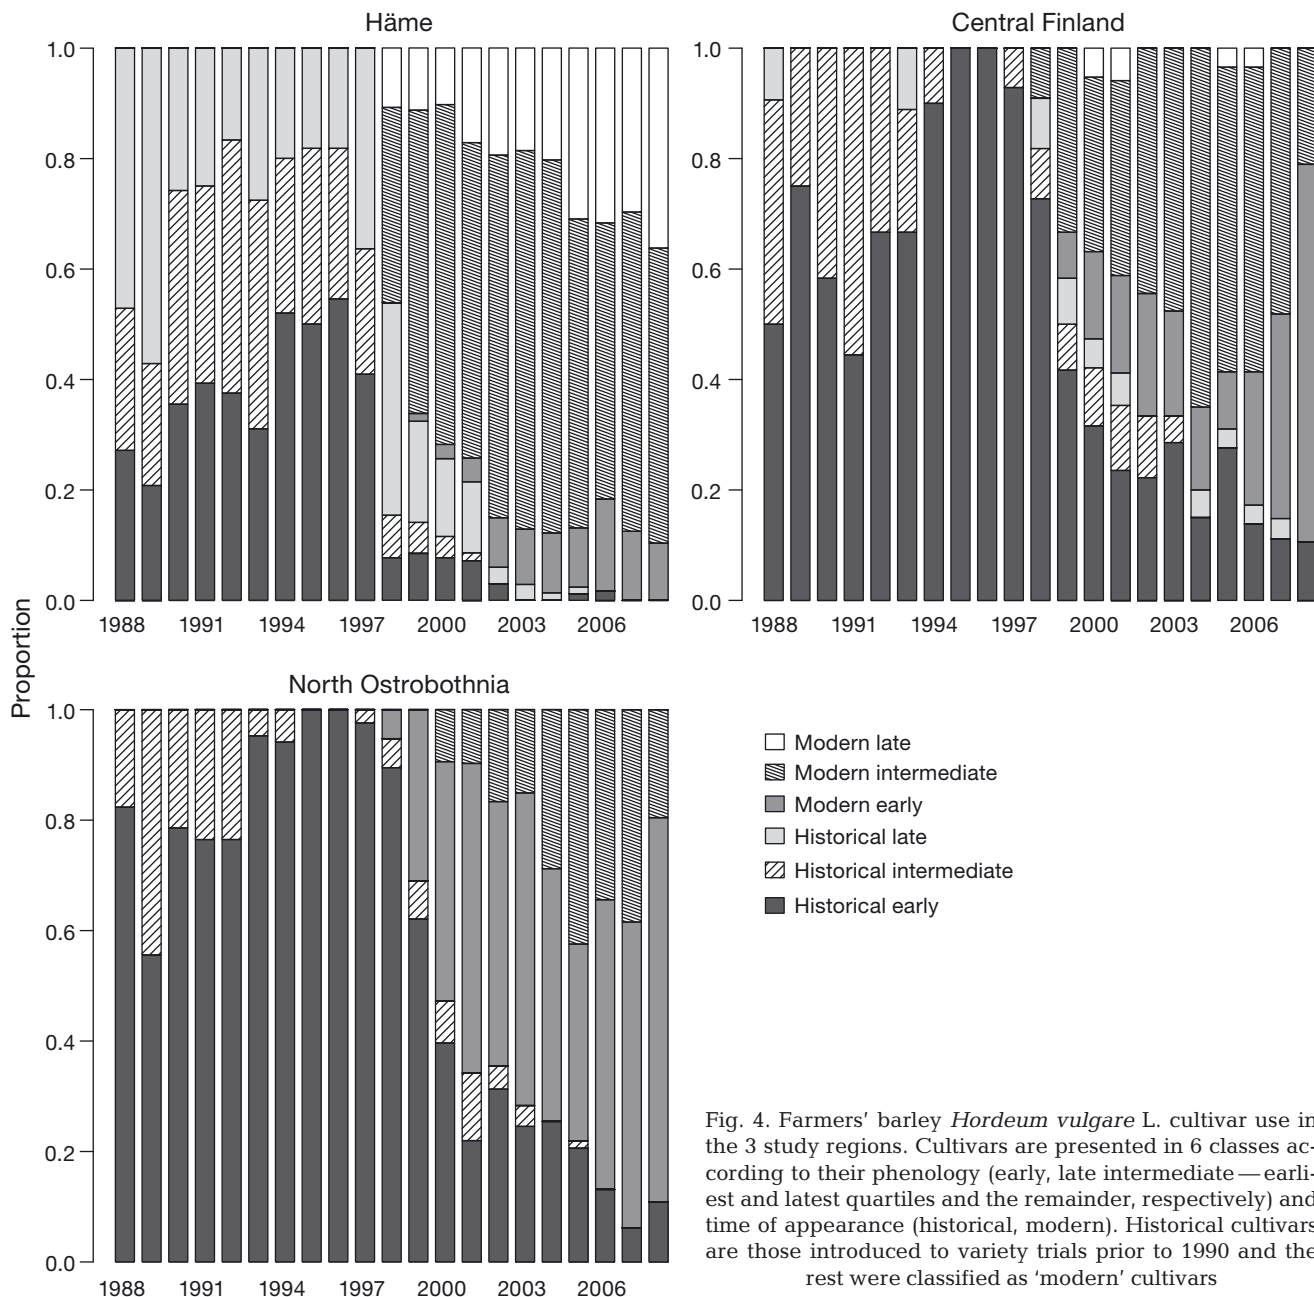 Häme
1.0
0.8
0.6
0.4
0.2
0.0
1988 1991 1994 1997 2000 2003 2006
Central Finland
1.0
0.8
0.6
0.4
0.2
0.0
1988 1991 1994 1997 2000 2003 2006
Proportion
North Ostrobothnia
1.0
0.8
0.6
0.4
0.2
0.0
1988 1991 1994 1997 2000 2003 2006
Modern late
Modern intermediate
Modern early
Historical late
Historical intermediate
Historical early
Fig. 4. Farmers’ barley Hordeum vulgare L. cultivar use in
the 3 study regions. Cultivars are presented in 6 classes ac-
cording to their phenology (early, late intermediate — earli-
est and latest quartiles and the remainder, respectively) and
time of appearance (historical, modern). Historical cultivars
are those introduced to variety trials prior to 1990 and the
rest were classified as ‘modern’ cultivars